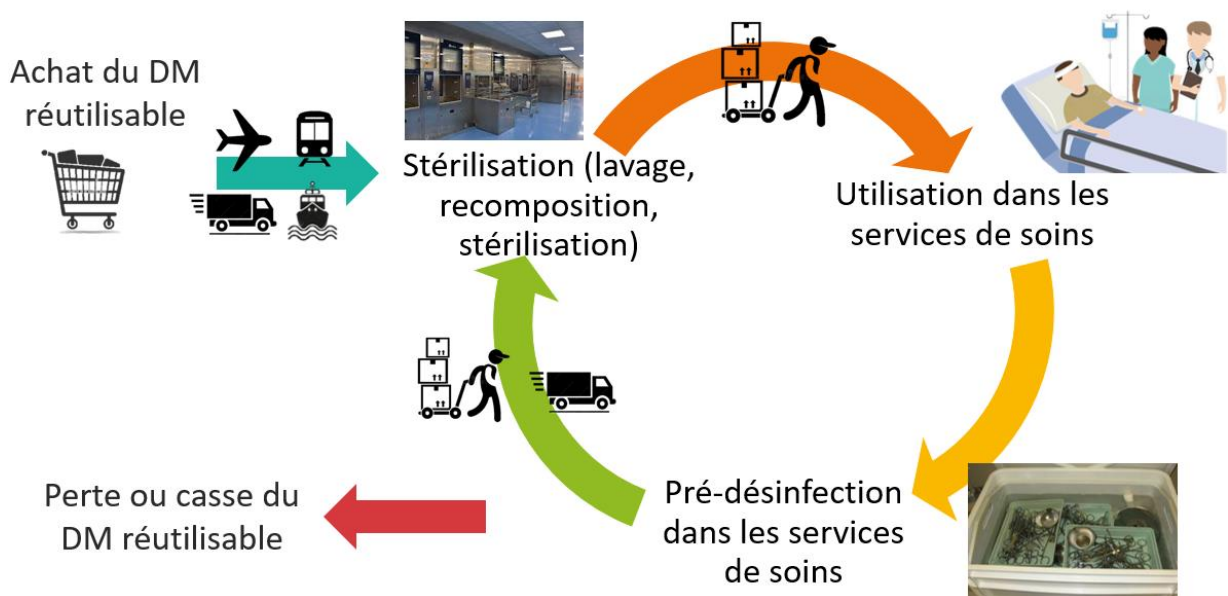 Achat du DM
réutilisable
Stérilisation (lavage,
recomposition,
stérilisation)
Utilisation dans les
services de soins
Pré-désinfection
dans les services
de soins
Perte ou casse du
DM réutilisable